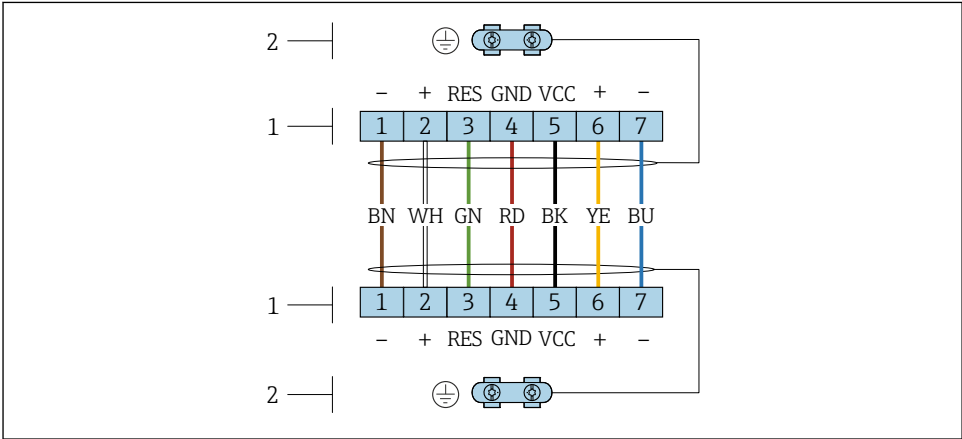 2
– + RES GND VCC + –
1
1 2 3 4 5 6 7
BN WH GN RD BK YE BU
1
1 2 3 4 5 6 7
– + RES GND VCC + –
2